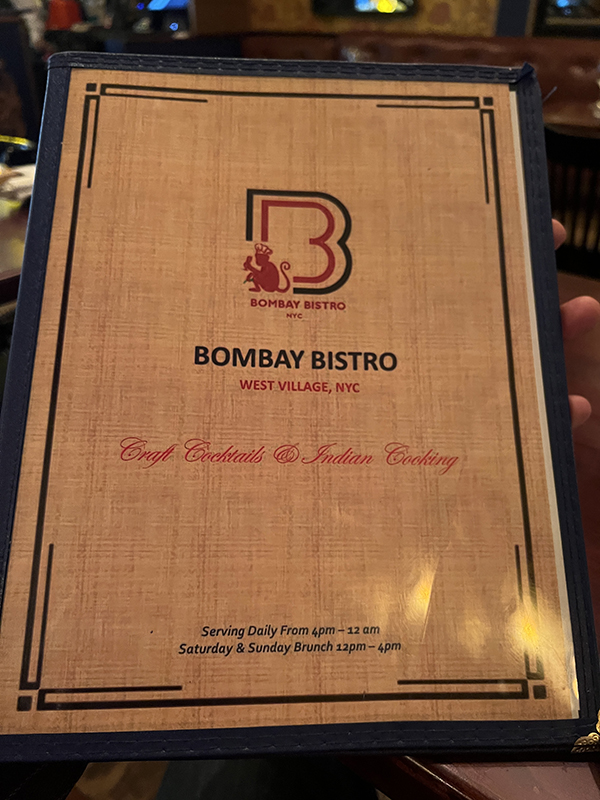 B
BOMBAY BISTRO
NYC
BOMBAY BISTRO
WEST VILLAGE, NYC
Craft Cocktails & Indian Cooking
Serving Daily From 4pm – 12 am
Saturday & Sunday Brunch 12pm – 4pm